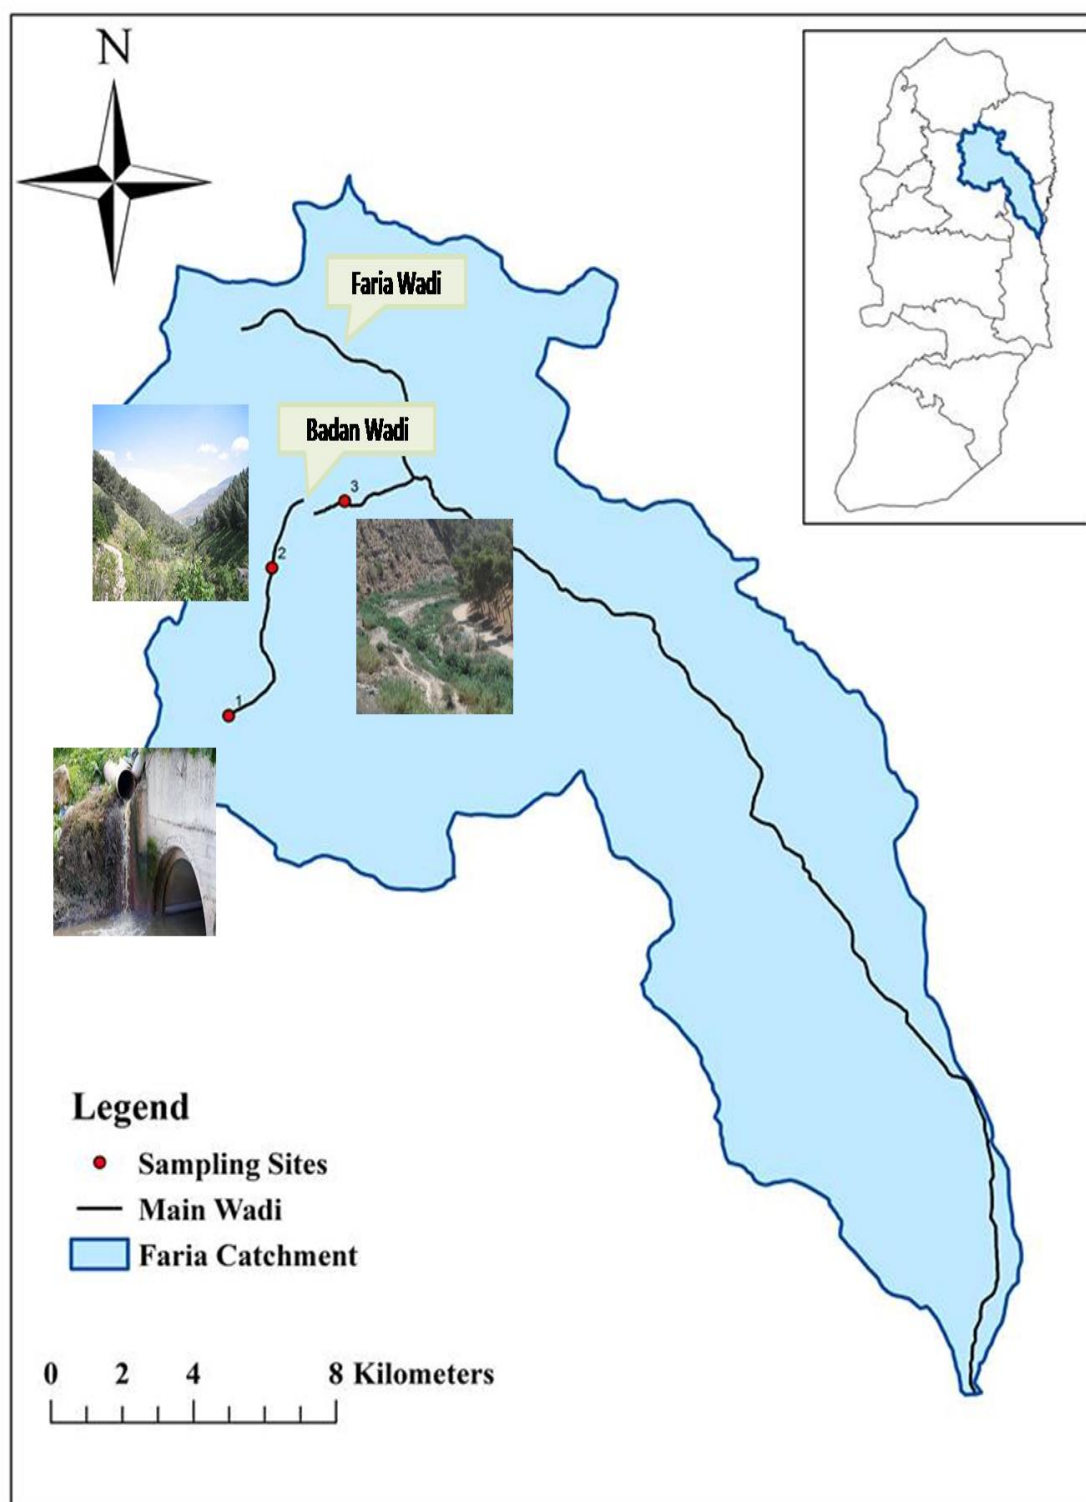 N
Faria Wadi
Badan Wadi
3
2
1
Legend
Sampling Sites
Main Wadi
Faria Catchment
0 2 4 8 Kilometers